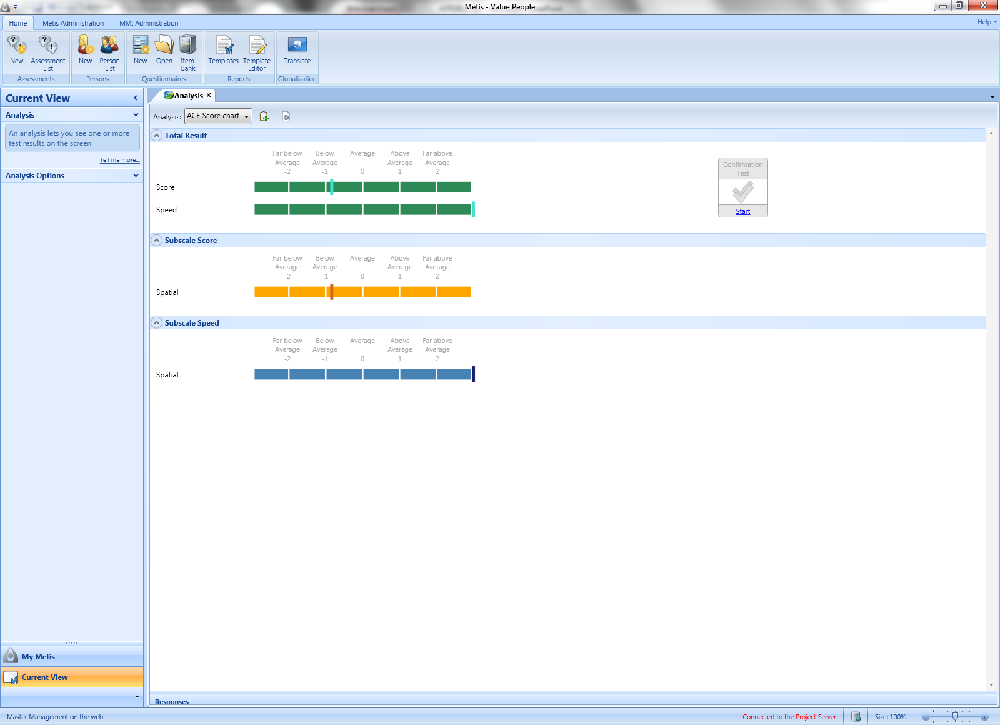 Metis - Value People
Home Metis Administration MMI Administration Help
New Assessment List New Person List New Open Item Bank Templates Template Editor Translate
Assessments Persons Questionnaires Reports Globalization
Current View
Analysis
An analysis lets you see one or more
test results on the screen.
Tell me more...
Analysis Options
My Metis
Current View
Analysis
Analysis: ACE Score chart
Total Result
Far below Below Average Above Far above
Average Average Average Average
-2 -1 0 1 2
Score
Speed
Confirmation
Test
Start
Subscale Score
Far below Below Average Above Far above
Average Average Average Average
-2 -1 0 1 2
Spatial
Subscale Speed
Far below Below Average Above Far above
Average Average Average Average
-2 -1 0 1 2
Spatial
Responses
Master Management on the web Connected to the Project Server Size: 100%